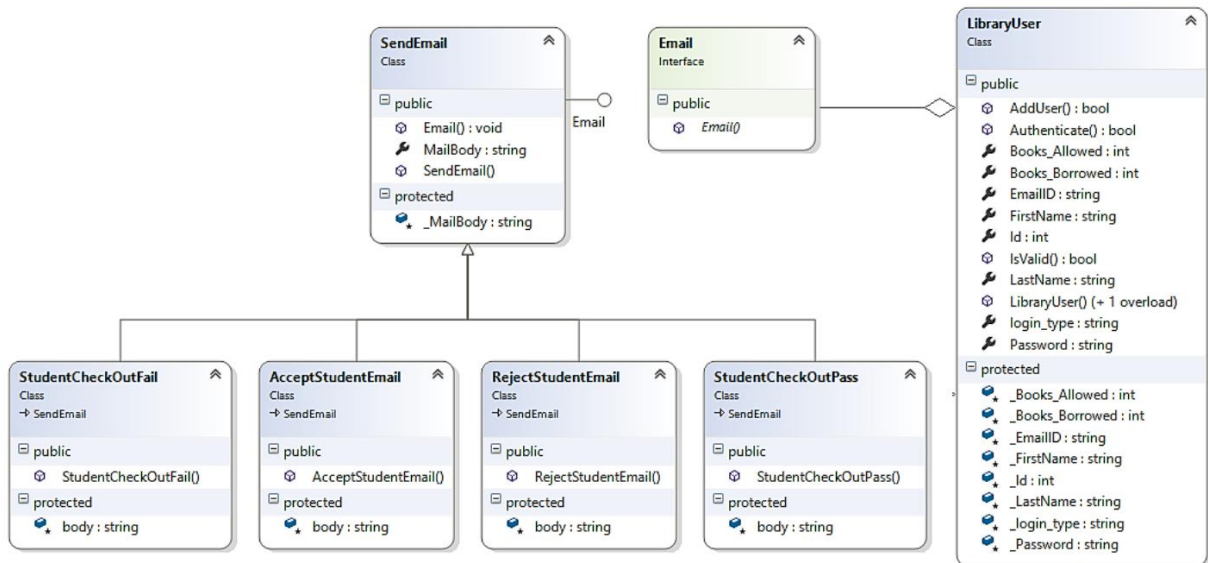 SendEmail
Class
public
Email() : void
MailBody : string
SendEmail()
protected
_MailBody : string
Email
Email
Interface
public
Email()
LibraryUser
Class
public
AddUser() : bool
Authenticate() : bool
Books_Allowed : int
Books_Borrowed : int
EmailID : string
FirstName : string
Id : int
IsValid() : bool
LastName : string
LibraryUser() (+ 1 overload)
login_type : string
Password : string
protected
_Books_Allowed : int
_Books_Borrowed : int
_EmailID : string
_FirstName : string
_Id : int
_LastName : string
_login_type : string
_Password : string
StudentCheckOutFail
Class
SendEmail
public
StudentCheckOutFail()
protected
body : string
AcceptStudentEmail
Class
SendEmail
public
AcceptStudentEmail()
protected
body : string
RejectStudentEmail
Class
SendEmail
public
RejectStudentEmail()
protected
body : string
StudentCheckOutPass
Class
SendEmail
public
StudentCheckOutPass()
protected
body : string